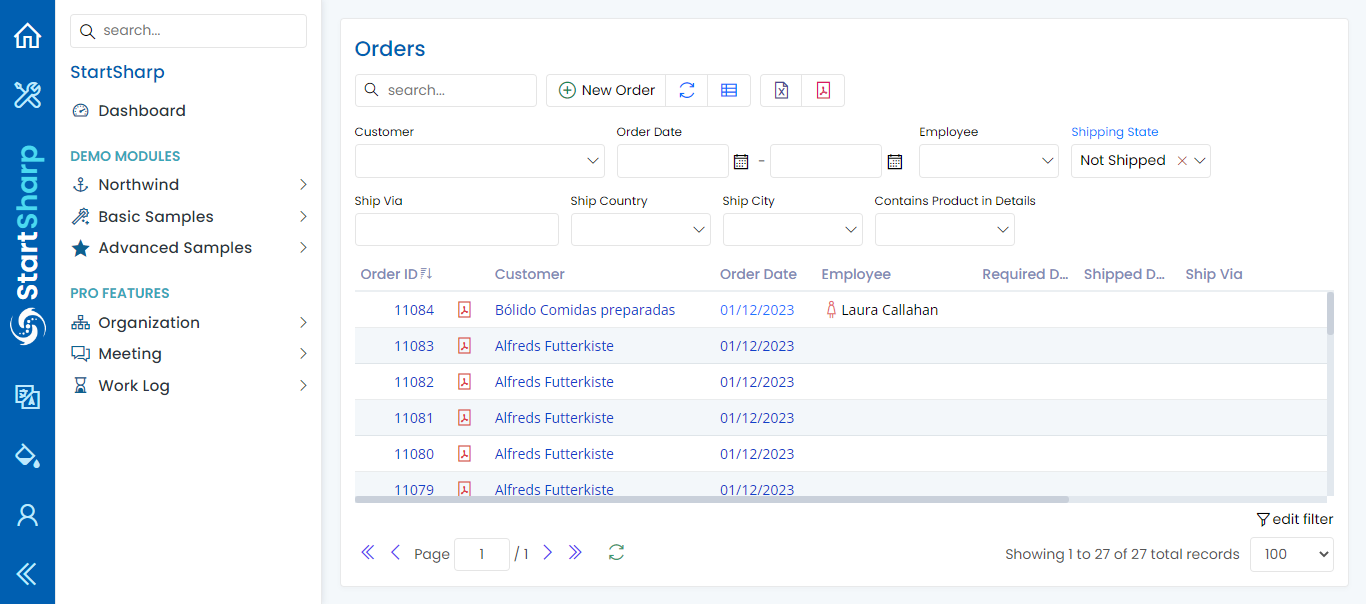 StartSharp
search...
StartSharp
Dashboard
DEMO MODULES
Northwind
Basic Samples
Advanced Samples
PRO FEATURES
Organization
Meeting
Work Log
Orders
search... New Order
Customer Order Date Employee Shipping State
- Not Shipped
Ship Via Ship Country Ship City Contains Product in Details
Order ID Customer Order Date Employee Required D... Shipped D... Ship Via
11084 Bólido Comidas preparadas 01/12/2023 Laura Callahan
11083 Alfreds Futterkiste 01/12/2023
11082 Alfreds Futterkiste 01/12/2023
11081 Alfreds Futterkiste 01/12/2023
11080 Alfreds Futterkiste 01/12/2023
11079 Alfreds Futterkiste 01/12/2023
edit filter
Page 1 / 1 Showing 1 to 27 of 27 total records 100